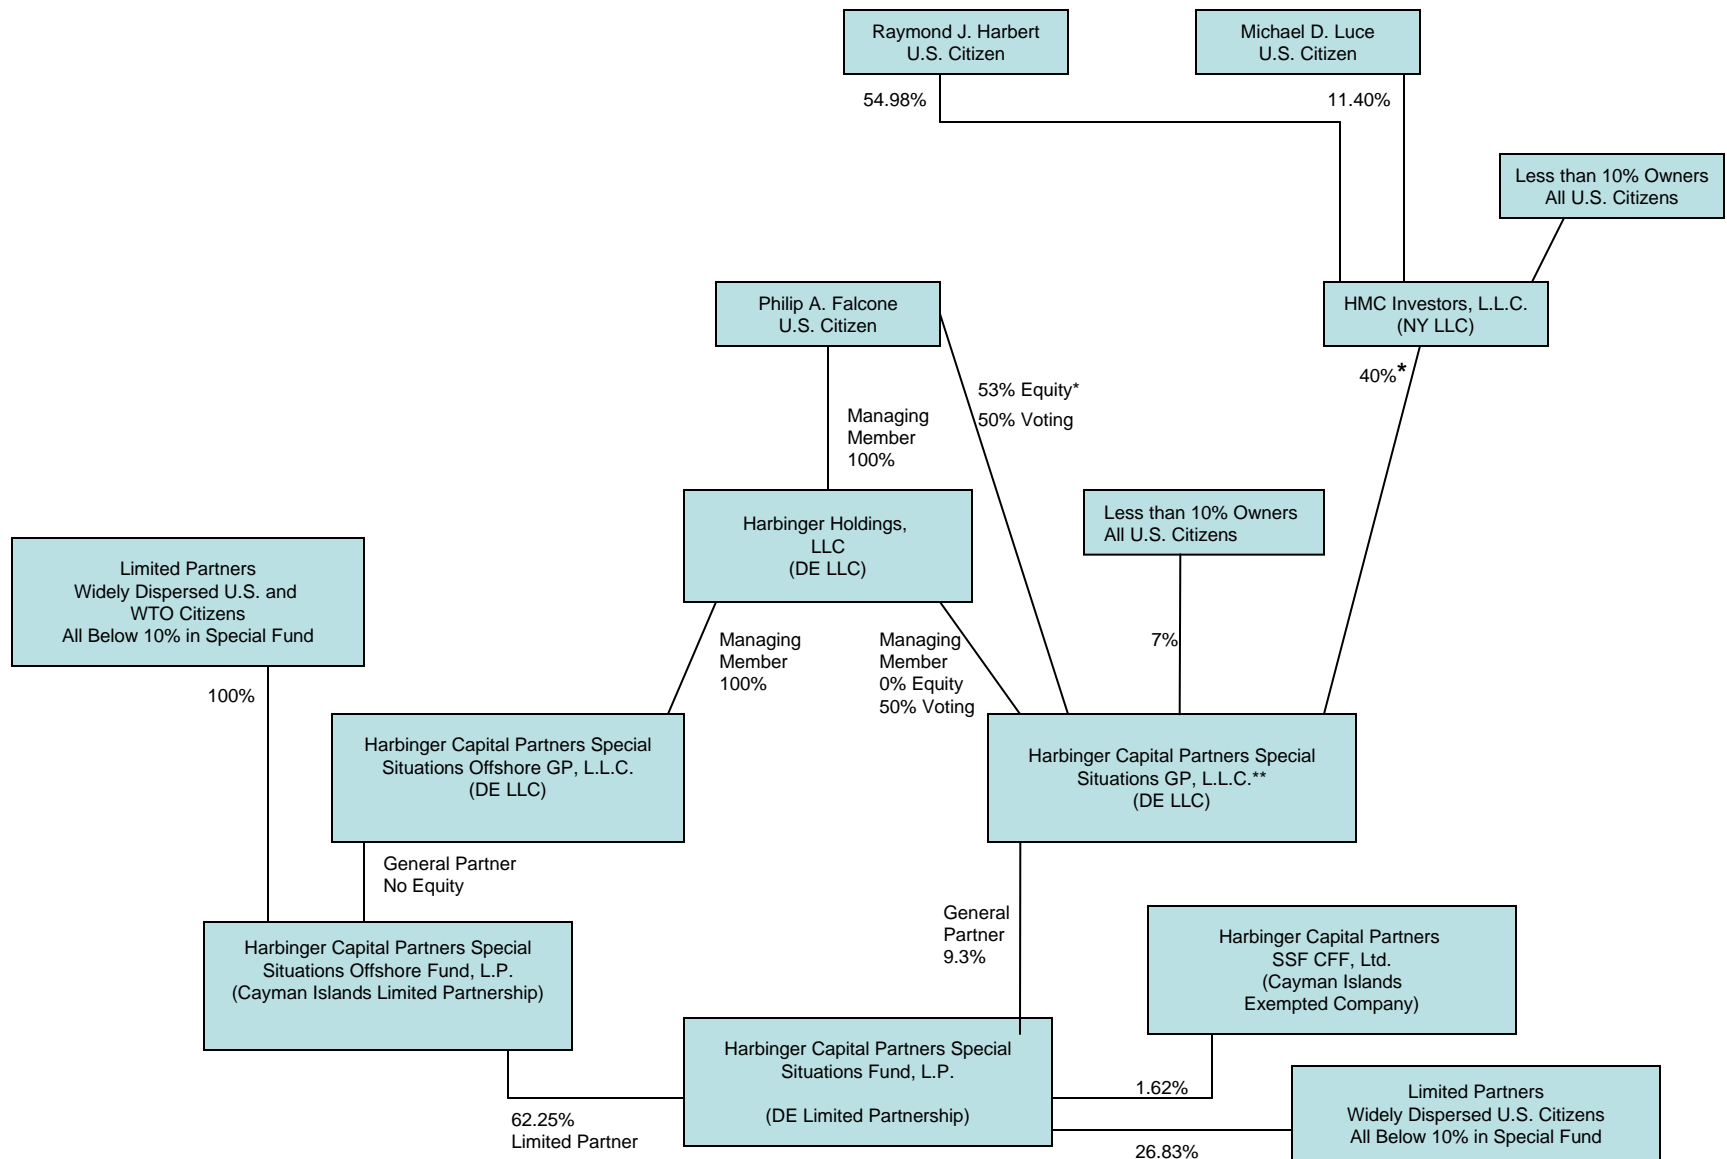 Raymond J. Harbert
U.S. Citizen
Michael D. Luce
U.S. Citizen
54.98%
11.40%
Less than 10% Owners
All U.S. Citizens
Philip A. Falcone
U.S. Citizen
HMC Investors, L.L.C.
(NY LLC)
53% Equity*
50% Voting
40%*
Managing
Member
100%
Harbinger Holdings,
LLC
(DE LLC)
Less than 10% Owners
All U.S. Citizens
Limited Partners
Widely Dispersed U.S. and
WTO Citizens
All Below 10% in Special Fund
Managing
Member
100%
Managing
Member
0% Equity
50% Voting
7%
100%
Harbinger Capital Partners Special
Situations Offshore GP, L.L.C.
(DE LLC)
Harbinger Capital Partners Special
Situations GP, L.L.C.**
(DE LLC)
General Partner
No Equity
General
Partner
9.3%
Harbinger Capital Partners Special
Situations Offshore Fund, L.P.
(Cayman Islands Limited Partnership)
Harbinger Capital Partners
SSF CFF, Ltd.
(Cayman Islands
Exempted Company)
Harbinger Capital Partners Special
Situations Fund, L.P.
(DE Limited Partnership)
62.25%
Limited Partner
1.62%
Limited Partners
Widely Dispersed U.S. Citizens
All Below 10% in Special Fund
26.83%